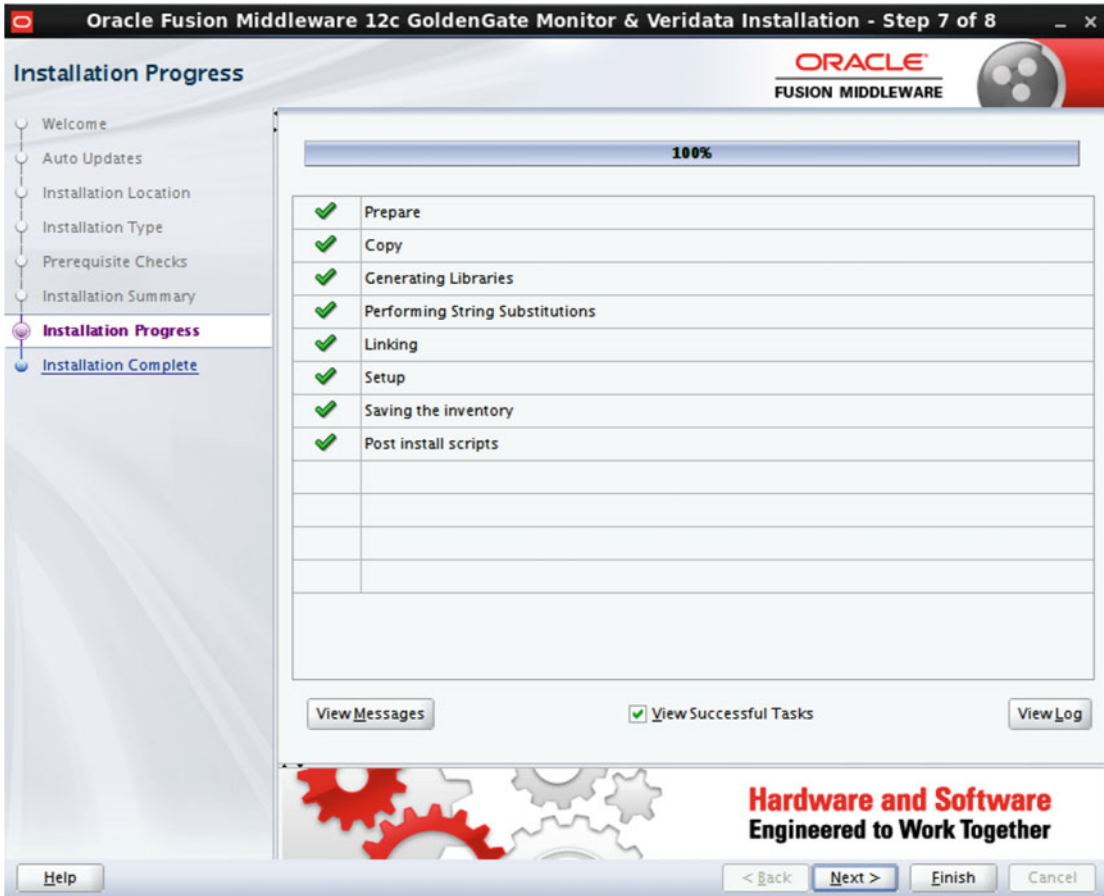 Oracle Fusion Middleware 12c GoldenGate Monitor & Veridata Installation - Step 7 of 8
Installation Progress
ORACLE
FUSION MIDDLEWARE
Welcome
Auto Updates
Installation Location
Installation Type
Prerequisite Checks
Installation Summary
Installation Progress
Installation Complete
100%
Prepare
Copy
Generating Libraries
Performing String Substitutions
Linking
Setup
Saving the inventory
Post install scripts
View Messages
View Successful Tasks
View Log
Hardware and Software
Engineered to Work Together
Help
< Back
Next >
Finish
Cancel